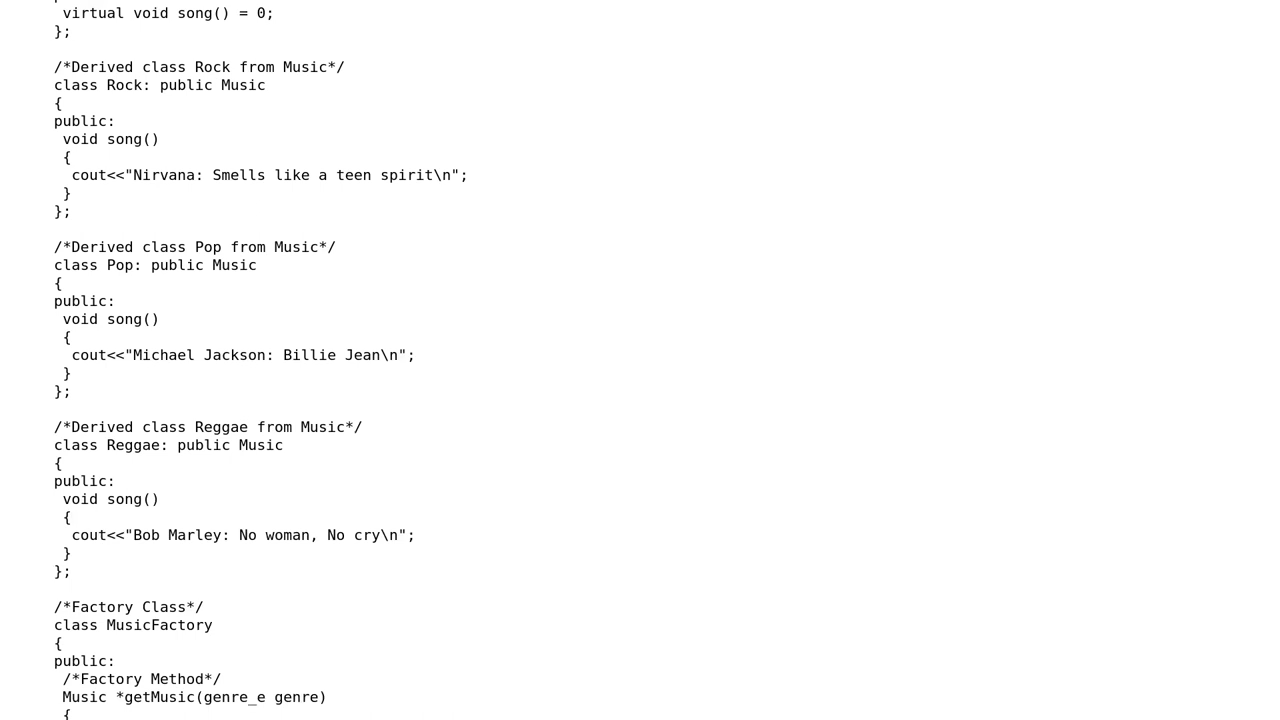 virtual void song() = 0;
};
/*Derived class Rock from Music*/
class Rock: public Music
{
public:
void song()
{
cout<<"Nirvana: Smells like a teen spirit\n";
}
};
/*Derived class Pop from Music*/
class Pop: public Music
{
public:
void song()
{
cout<<"Michael Jackson: Billie Jean\n";
}
};
/*Derived class Reggae from Music*/
class Reggae: public Music
{
public:
void song()
{
cout<<"Bob Marley: No woman, No cry\n";
}
};
/*Factory Class*/
class MusicFactory
{
public:
/*Factory Method*/
Music *getMusic(genre_e genre)
{